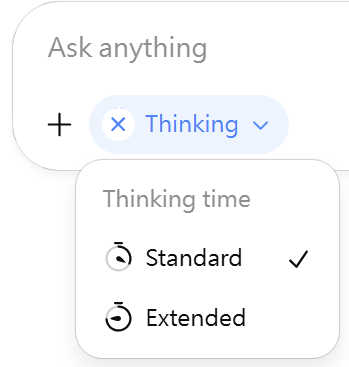 Ask anything
Thinking
Thinking time
Standard
Extended